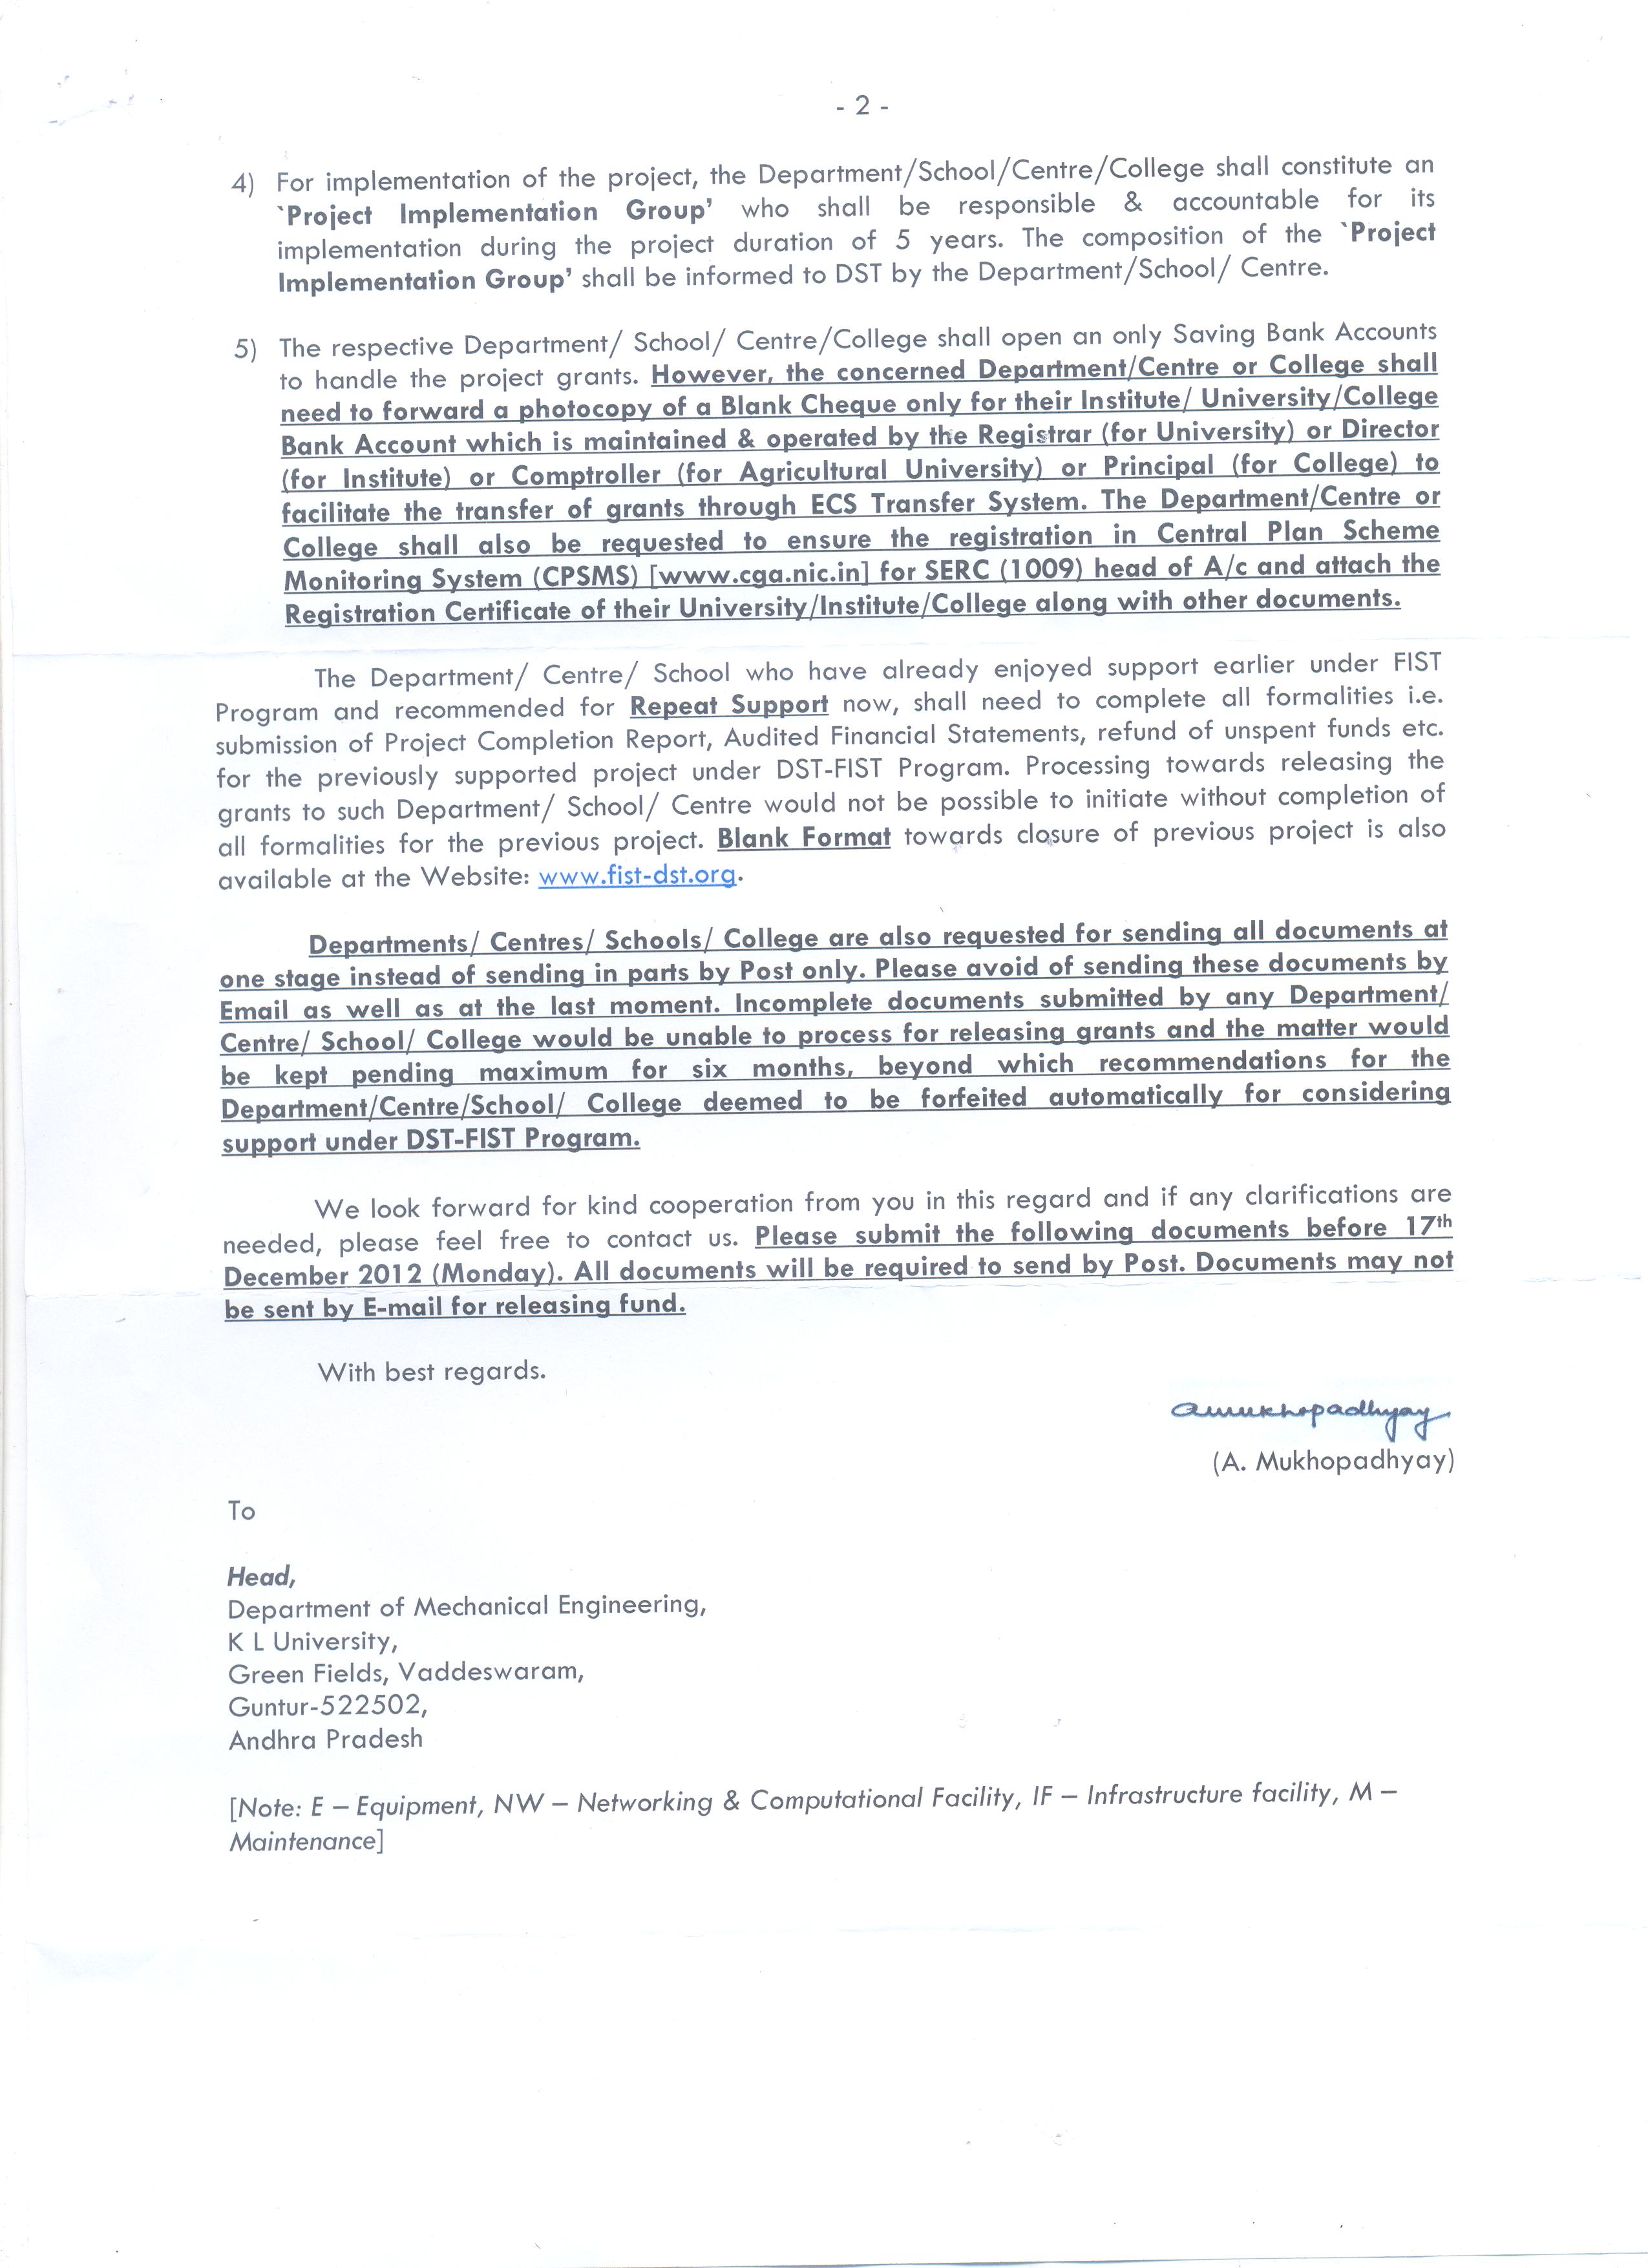 - 2 -
4) For implementation of the project, the Department/School/Centre/College shall constitute an
`Project Implementation Group' who shall be responsible & accountable for its
implementation during the project duration of 5 years. The composition of the `Project
Implementation Group' shall be informed to DST by the Department/School/ Centre.
5) The respective Department/ School/ Centre/College shall open an only Saving Bank Accounts
to handle the project grants. However, the concerned Department/Centre or College shall
need to forward a photocopy of a Blank Cheque only for their Institute/ University/College
Bank Account which is maintained & operated by the Registrar (for University) or Director
(for Institute) or Comptroller (for Agricultural University) or Principal (for College) to
facilitate the transfer of grants through ECS Transfer System. The Department/Centre or
College shall also be requested to ensure the registration in Central Plan Scheme
Monitoring System (CPSMS) [www.cga.nic.in] for SERC (1009) head of A/c and attach the
Registration Certificate of their University/Institute/College along with other documents.
The Department/ Centre/ School who have already enjoyed support earlier under FIST
Program and recommended for Repeat Support now, shall need to complete all formalities i.e.
submission of Project Completion Report, Audited Financial Statements, refund of unspent funds etc.
for the previously supported project under DST-FIST Program. Processing towards releasing the
grants to such Department/ School/ Centre would not be possible to initiate without completion of
all formalities for the previous project. Blank Format towards closure of previous project is also
available at the Website: www.fist-dst.org.
Departments/ Centres/ Schools/ College are also requested for sending all documents at
one stage instead of sending in parts by Post only. Please avoid of sending these documents by
Email as well as at the last moment. Incomplete documents submitted by any Department/
Centre/ School/ College would be unable to process for releasing grants and the matter would
be kept pending maximum for six months, beyond which recommendations for the
Department/Centre/School/ College deemed to be forfeited automatically for considering
support under DST-FIST Program.
We look forward for kind cooperation from you in this regard and if any clarifications are
needed, please feel free to contact us. Please submit the following documents before 17th
December 2012 (Monday). All documents will be required to send by Post. Documents may not
be sent by E-mail for releasing fund.
With best regards.
amukhopadhyay
(A. Mukhopadhyay)
To
Head,
Department of Mechanical Engineering,
K L University,
Green Fields, Vaddeswaram,
Guntur-522502,
Andhra Pradesh
[Note: E – Equipment, NW – Networking & Computational Facility, IF – Infrastructure facility, M –
Maintenance]